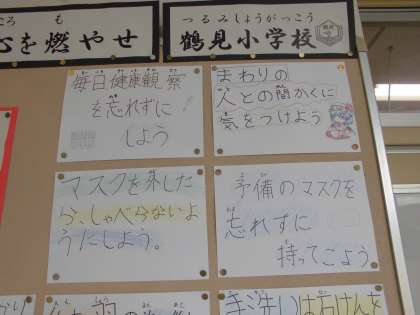 心を燃やせ
つるみしょうがっこう
鶴見小学校
毎日健康観察
を忘れずに
しよう
まわりの
人との間かくに
気をつけよう
マスクを外した
ら、しゃべらないよ
うにしよう。
予備のマスクを
忘れずに
持ってこよう
手洗いは石けんを